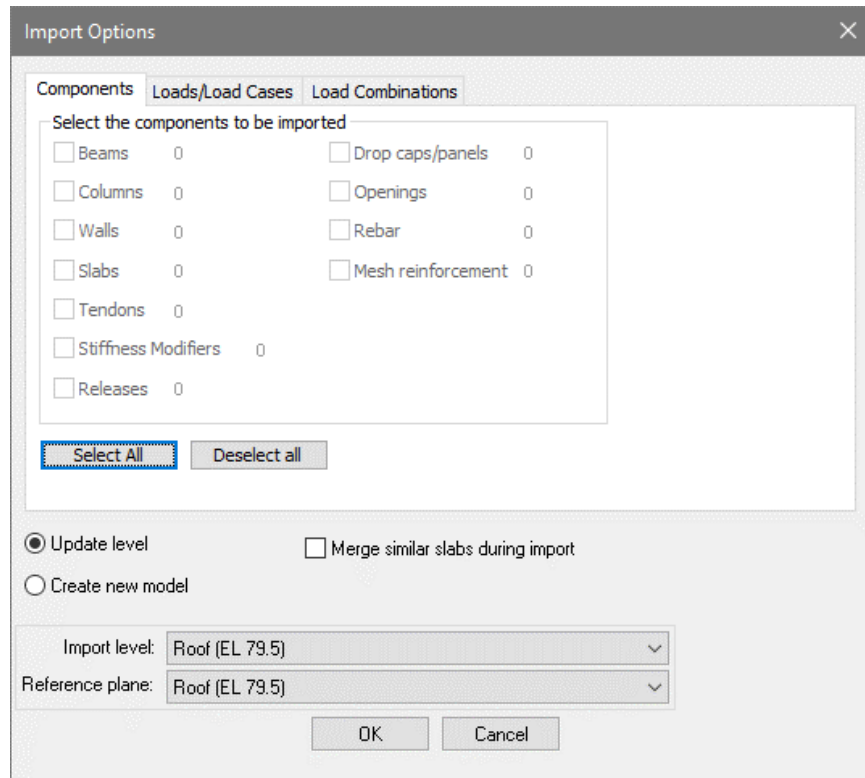 Import Options
Components Loads/Load Cases Load Combinations
Select the components to be imported
Beams 0 Drop caps/panels 0
Columns 0 Openings 0
Walls 0 Rebar 0
Slabs 0 Mesh reinforcement 0
Tendons 0
Stiffness Modifiers 0
Releases 0
Select All Deselect all
Update level Merge similar slabs during import
Create new model
Import level: Roof (EL 79.5)
Reference plane: Roof (EL 79.5)
OK Cancel